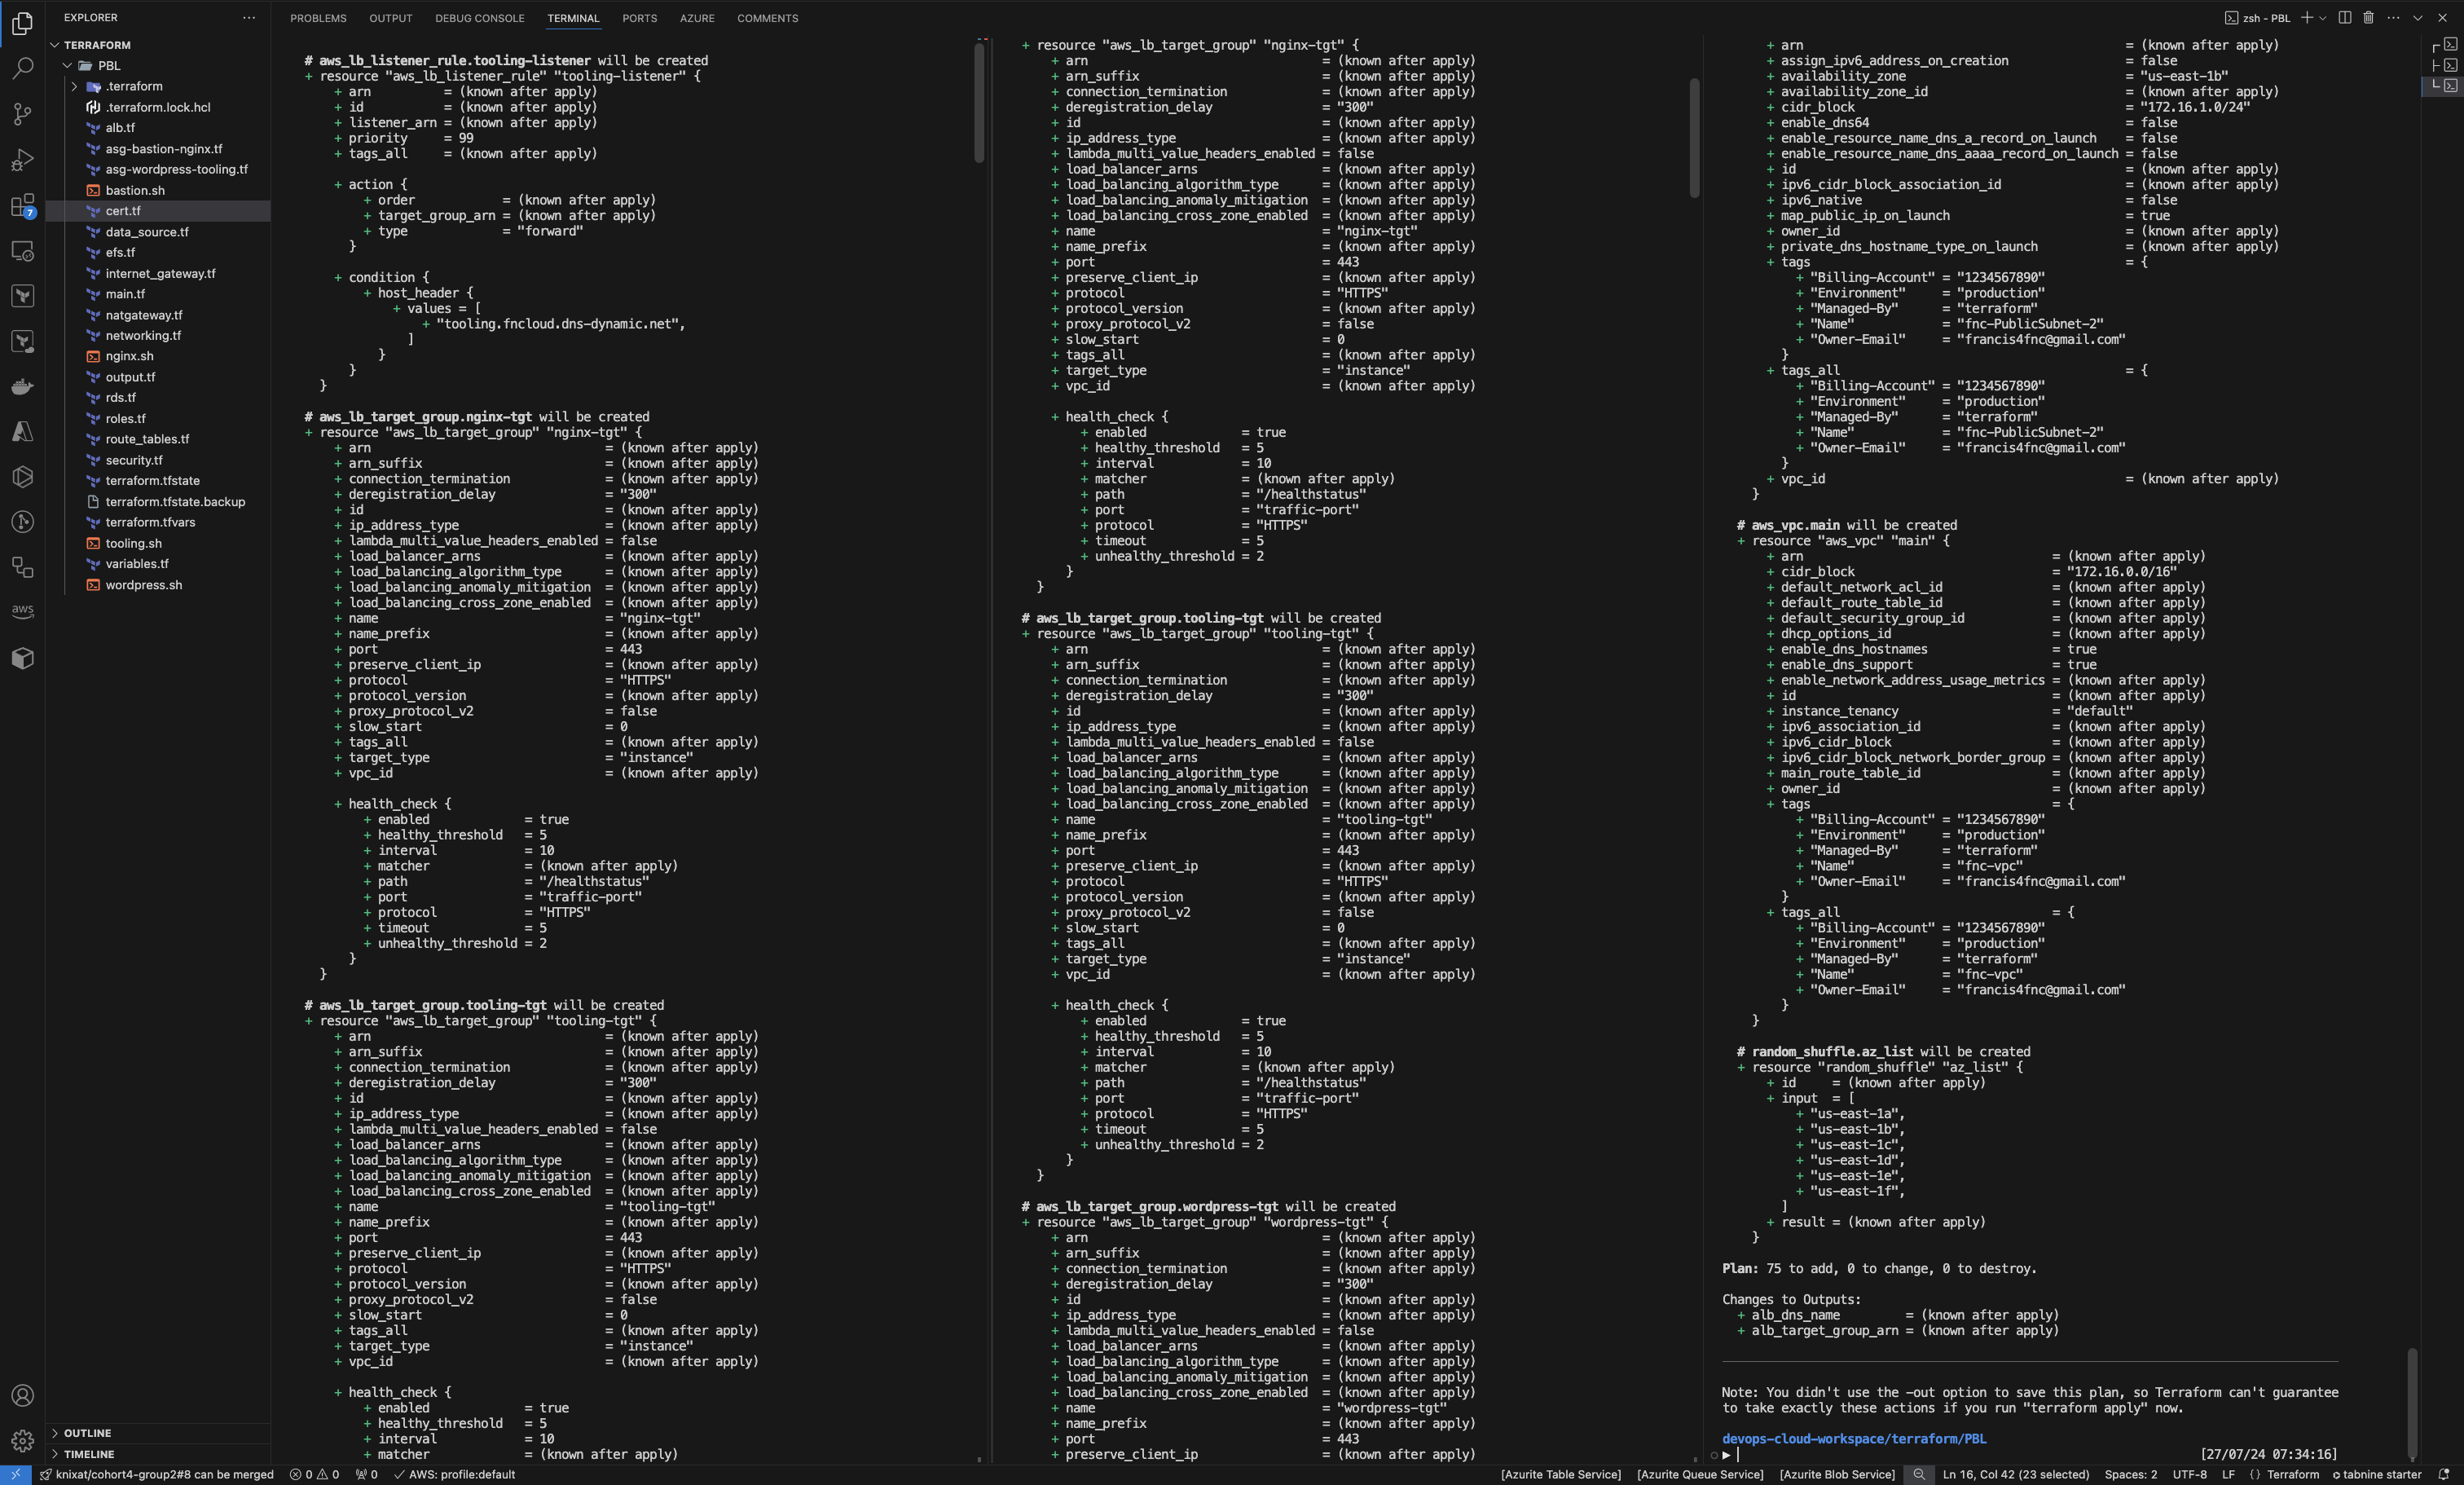 EXPLORER
TERRAFORM
PBL
.terraform
.terraform.lock.hcl
alb.tf
asg-bastion-nginx.tf
asg-wordpress-tooling.tf
bastion.sh
cert.tf
data_source.tf
efs.tf
internet_gateway.tf
main.tf
natgateway.tf
networking.tf
nginx.sh
output.tf
rds.tf
roles.tf
route_tables.tf
security.tf
terraform.tfstate
terraform.tfstate.backup
terraform.tfvars
tooling.sh
variables.tf
wordpress.sh
OUTLINE
TIMELINE
7
aws
PROBLEMS OUTPUT DEBUG CONSOLE TERMINAL PORTS AZURE COMMENTS
zsh - PBL
# aws_lb_listener_rule.tooling-listener will be created
+ resource "aws_lb_listener_rule" "tooling-listener" {
+ arn = (known after apply)
+ id = (known after apply)
+ listener_arn = (known after apply)
+ priority = 99
+ tags_all = (known after apply)
+ action {
+ order = (known after apply)
+ target_group_arn = (known after apply)
+ type = "forward"
}
+ condition {
+ host_header {
+ values = [
+ "tooling.fncloud.dns-dynamic.net",
]
}
}
}
# aws_lb_target_group.nginx-tgt will be created
+ resource "aws_lb_target_group" "nginx-tgt" {
+ arn = (known after apply)
+ arn_suffix = (known after apply)
+ connection_termination = (known after apply)
+ deregistration_delay = "300"
+ id = (known after apply)
+ ip_address_type = (known after apply)
+ lambda_multi_value_headers_enabled = false
+ load_balancer_arns = (known after apply)
+ load_balancing_algorithm_type = (known after apply)
+ load_balancing_anomaly_mitigation = (known after apply)
+ load_balancing_cross_zone_enabled = (known after apply)
+ name = "nginx-tgt"
+ name_prefix = (known after apply)
+ port = 443
+ preserve_client_ip = (known after apply)
+ protocol = "HTTPS"
+ protocol_version = (known after apply)
+ proxy_protocol_v2 = false
+ slow_start = 0
+ tags_all = (known after apply)
+ target_type = "instance"
+ vpc_id = (known after apply)
+ health_check {
+ enabled = true
+ healthy_threshold = 5
+ interval = 10
+ matcher = (known after apply)
+ path = "/healthstatus"
+ port = "traffic-port"
+ protocol = "HTTPS"
+ timeout = 5
+ unhealthy_threshold = 2
}
}
# aws_lb_target_group.tooling-tgt will be created
+ resource "aws_lb_target_group" "tooling-tgt" {
+ arn = (known after apply)
+ arn_suffix = (known after apply)
+ connection_termination = (known after apply)
+ deregistration_delay = "300"
+ id = (known after apply)
+ ip_address_type = (known after apply)
+ lambda_multi_value_headers_enabled = false
+ load_balancer_arns = (known after apply)
+ load_balancing_algorithm_type = (known after apply)
+ load_balancing_anomaly_mitigation = (known after apply)
+ load_balancing_cross_zone_enabled = (known after apply)
+ name = "tooling-tgt"
+ name_prefix = (known after apply)
+ port = 443
+ preserve_client_ip = (known after apply)
+ protocol = "HTTPS"
+ protocol_version = (known after apply)
+ proxy_protocol_v2 = false
+ slow_start = 0
+ tags_all = (known after apply)
+ target_type = "instance"
+ vpc_id = (known after apply)
+ health_check {
+ enabled = true
+ healthy_threshold = 5
+ interval = 10
+ matcher = (known after apply)
+ resource "aws_lb_target_group" "nginx-tgt" {
+ arn = (known after apply)
+ arn_suffix = (known after apply)
+ connection_termination = (known after apply)
+ deregistration_delay = "300"
+ id = (known after apply)
+ ip_address_type = (known after apply)
+ lambda_multi_value_headers_enabled = false
+ load_balancer_arns = (known after apply)
+ load_balancing_algorithm_type = (known after apply)
+ load_balancing_anomaly_mitigation = (known after apply)
+ load_balancing_cross_zone_enabled = (known after apply)
+ name = "nginx-tgt"
+ name_prefix = (known after apply)
+ port = 443
+ preserve_client_ip = (known after apply)
+ protocol = "HTTPS"
+ protocol_version = (known after apply)
+ proxy_protocol_v2 = false
+ slow_start = 0
+ tags_all = (known after apply)
+ target_type = "instance"
+ vpc_id = (known after apply)
+ health_check {
+ enabled = true
+ healthy_threshold = 5
+ interval = 10
+ matcher = (known after apply)
+ path = "/healthstatus"
+ port = "traffic-port"
+ protocol = "HTTPS"
+ timeout = 5
+ unhealthy_threshold = 2
}
}
# aws_lb_target_group.tooling-tgt will be created
+ resource "aws_lb_target_group" "tooling-tgt" {
+ arn = (known after apply)
+ arn_suffix = (known after apply)
+ connection_termination = (known after apply)
+ deregistration_delay = "300"
+ id = (known after apply)
+ ip_address_type = (known after apply)
+ lambda_multi_value_headers_enabled = false
+ load_balancer_arns = (known after apply)
+ load_balancing_algorithm_type = (known after apply)
+ load_balancing_anomaly_mitigation = (known after apply)
+ load_balancing_cross_zone_enabled = (known after apply)
+ name = "tooling-tgt"
+ name_prefix = (known after apply)
+ port = 443
+ preserve_client_ip = (known after apply)
+ protocol = "HTTPS"
+ protocol_version = (known after apply)
+ proxy_protocol_v2 = false
+ slow_start = 0
+ tags_all = (known after apply)
+ target_type = "instance"
+ vpc_id = (known after apply)
+ health_check {
+ enabled = true
+ healthy_threshold = 5
+ interval = 10
+ matcher = (known after apply)
+ path = "/healthstatus"
+ port = "traffic-port"
+ protocol = "HTTPS"
+ timeout = 5
+ unhealthy_threshold = 2
}
}
# aws_lb_target_group.wordpress-tgt will be created
+ resource "aws_lb_target_group" "wordpress-tgt" {
+ arn = (known after apply)
+ arn_suffix = (known after apply)
+ connection_termination = (known after apply)
+ deregistration_delay = "300"
+ id = (known after apply)
+ ip_address_type = (known after apply)
+ lambda_multi_value_headers_enabled = false
+ load_balancer_arns = (known after apply)
+ load_balancing_algorithm_type = (known after apply)
+ load_balancing_anomaly_mitigation = (known after apply)
+ load_balancing_cross_zone_enabled = (known after apply)
+ name = "wordpress-tgt"
+ name_prefix = (known after apply)
+ port = 443
+ preserve_client_ip = (known after apply)
+ arn = (known after apply)
+ assign_ipv6_address_on_creation = false
+ availability_zone = "us-east-1b"
+ availability_zone_id = (known after apply)
+ cidr_block = "172.16.1.0/24"
+ enable_dns64 = false
+ enable_resource_name_dns_a_record_on_launch = false
+ enable_resource_name_dns_aaaa_record_on_launch = false
+ id = (known after apply)
+ ipv6_cidr_block_association_id = (known after apply)
+ ipv6_native = false
+ map_public_ip_on_launch = true
+ owner_id = (known after apply)
+ private_dns_hostname_type_on_launch = (known after apply)
+ tags = {
+ "Billing-Account" = "1234567890"
+ "Environment" = "production"
+ "Managed-By" = "terraform"
+ "Name" = "fnc-PublicSubnet-2"
+ "Owner-Email" = "francis4fnc@gmail.com"
}
+ tags_all = {
+ "Billing-Account" = "1234567890"
+ "Environment" = "production"
+ "Managed-By" = "terraform"
+ "Name" = "fnc-PublicSubnet-2"
+ "Owner-Email" = "francis4fnc@gmail.com"
}
+ vpc_id = (known after apply)
}
# aws_vpc.main will be created
+ resource "aws_vpc" "main" {
+ arn = (known after apply)
+ cidr_block = "172.16.0.0/16"
+ default_network_acl_id = (known after apply)
+ default_route_table_id = (known after apply)
+ default_security_group_id = (known after apply)
+ dhcp_options_id = (known after apply)
+ enable_dns_hostnames = true
+ enable_dns_support = true
+ enable_network_address_usage_metrics = (known after apply)
+ id = (known after apply)
+ instance_tenancy = "default"
+ ipv6_association_id = (known after apply)
+ ipv6_cidr_block = (known after apply)
+ ipv6_cidr_block_network_border_group = (known after apply)
+ main_route_table_id = (known after apply)
+ owner_id = (known after apply)
+ tags = {
+ "Billing-Account" = "1234567890"
+ "Environment" = "production"
+ "Managed-By" = "terraform"
+ "Name" = "fnc-vpc"
+ "Owner-Email" = "francis4fnc@gmail.com"
}
+ tags_all = {
+ "Billing-Account" = "1234567890"
+ "Environment" = "production"
+ "Managed-By" = "terraform"
+ "Name" = "fnc-vpc"
+ "Owner-Email" = "francis4fnc@gmail.com"
}
}
# random_shuffle.az_list will be created
+ resource "random_shuffle" "az_list" {
+ id = (known after apply)
+ input = [
+ "us-east-1a",
+ "us-east-1b",
+ "us-east-1c",
+ "us-east-1d",
+ "us-east-1e",
+ "us-east-1f",
]
+ result = (known after apply)
}
Plan: 75 to add, 0 to change, 0 to destroy.
Changes to Outputs:
+ alb_dns_name = (known after apply)
+ alb_target_group_arn = (known after apply)
Note: You didn't use the -out option to save this plan, so Terraform can't guarantee
to take exactly these actions if you run "terraform apply" now.
devops-cloud-workspace/terraform/PBL
[27/07/24 07:34:16]
knixat/cohort4-group2#8 can be merged 0 0 0 AWS: profile:default [Azurite Table Service] [Azurite Queue Service] [Azurite Blob Service] Ln 16, Col 42 (23 selected) Spaces: 2 UTF-8 LF {} Terraform tabnine starter